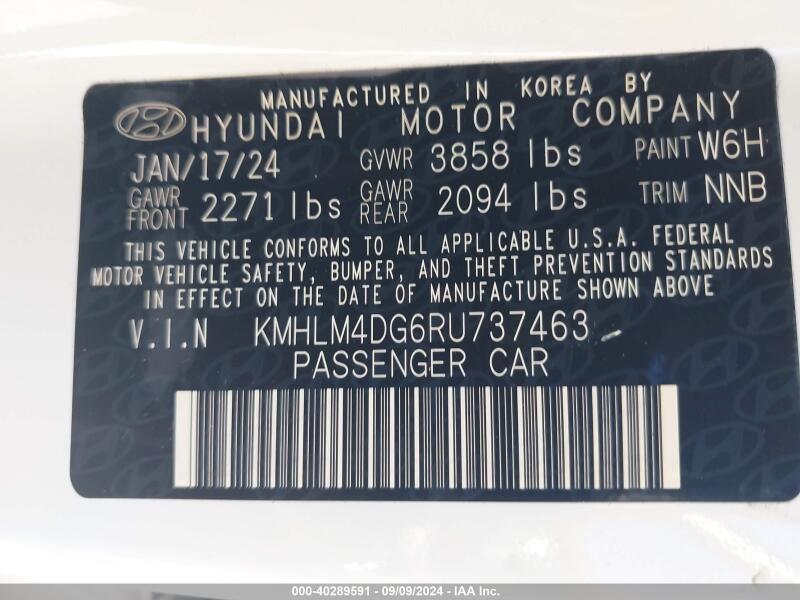 MANUFACTURED IN KOREA BY
HYUNDAI MOTOR COMPANY
JAN/17/24 GVWR 3858 lbs PAINT W6H
GAWR FRONT 2271 lbs GAWR REAR 2094 lbs TRIM NNB
THIS VEHICLE CONFORMS TO ALL APPLICABLE U.S.A. FEDERAL
MOTOR VEHICLE SAFETY, BUMPER, AND THEFT PREVENTION STANDARDS
IN EFFECT ON THE DATE OF MANUFACTURE SHOWN ABOVE
V.I.N KMHLM4DG6RU737463
PASSENGER CAR
000-40289591 - 09/09/2024 - IAA Inc.